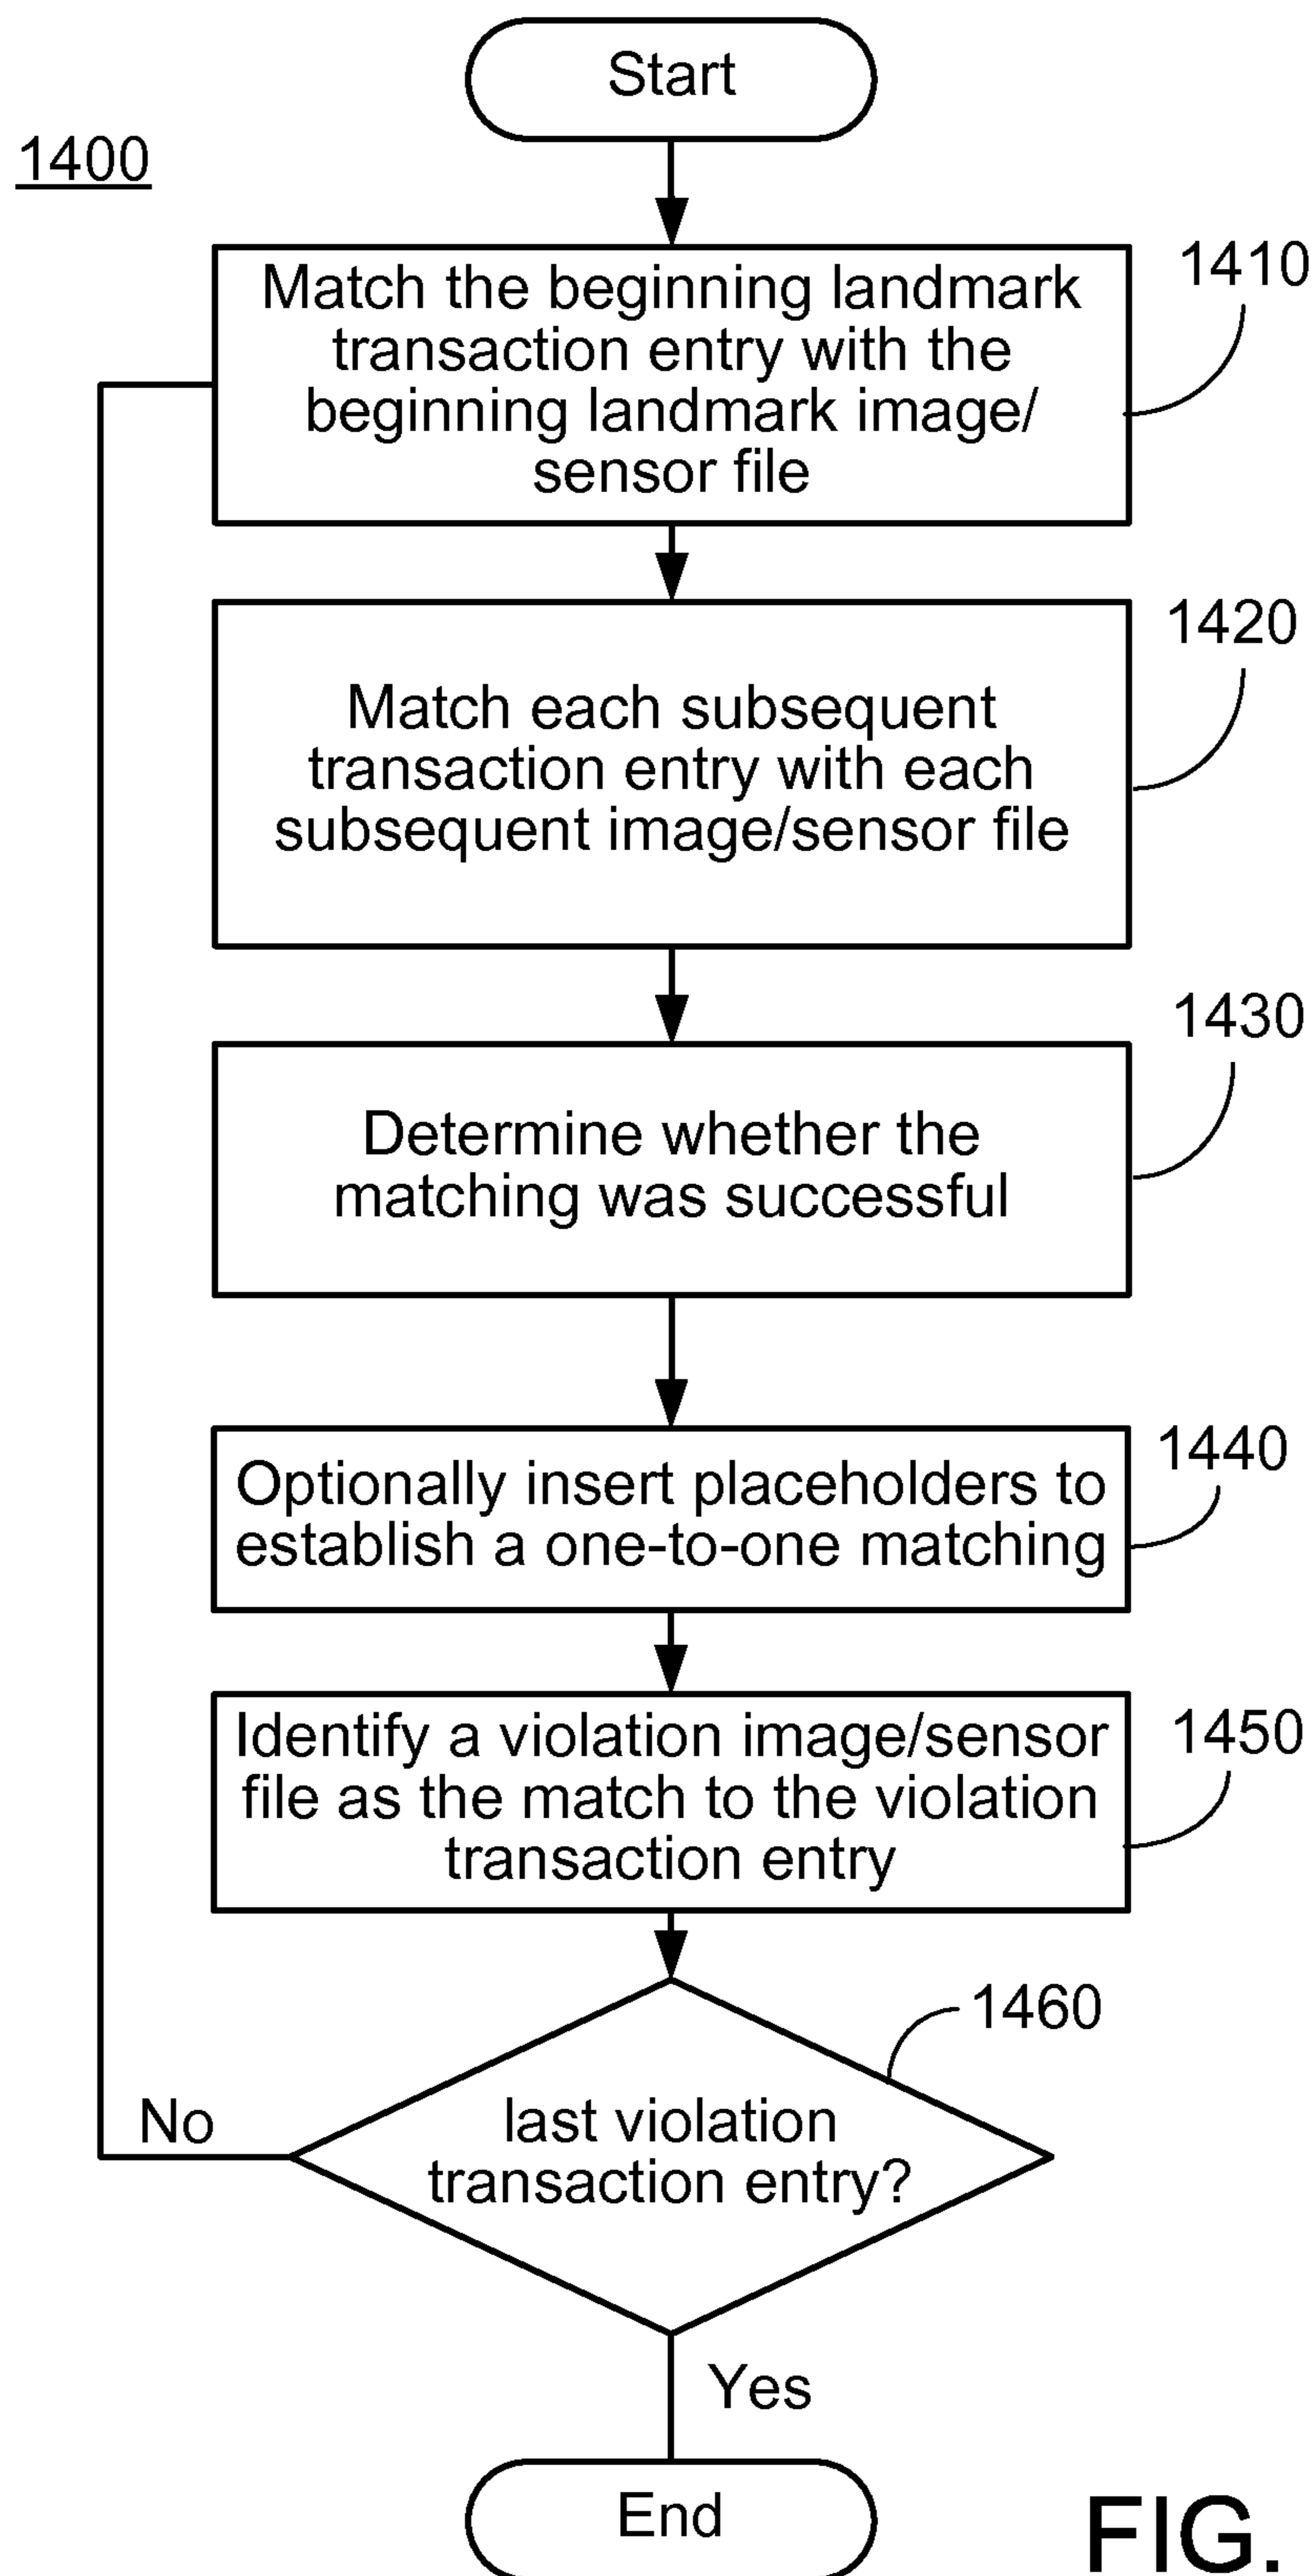 Start
1400
1410
Match the beginning landmark
transaction entry with the
beginning landmark image/
sensor file
1420
Match each subsequent
transaction entry with each
subsequent image/sensor file
1430
Determine whether the
matching was successful
1440
Optionally insert placeholders to
establish a one-to-one matching
1450
Identify a violation image/sensor
file as the match to the violation
transaction entry
1460
last violation
transaction entry?
No
Yes
End
FIG.